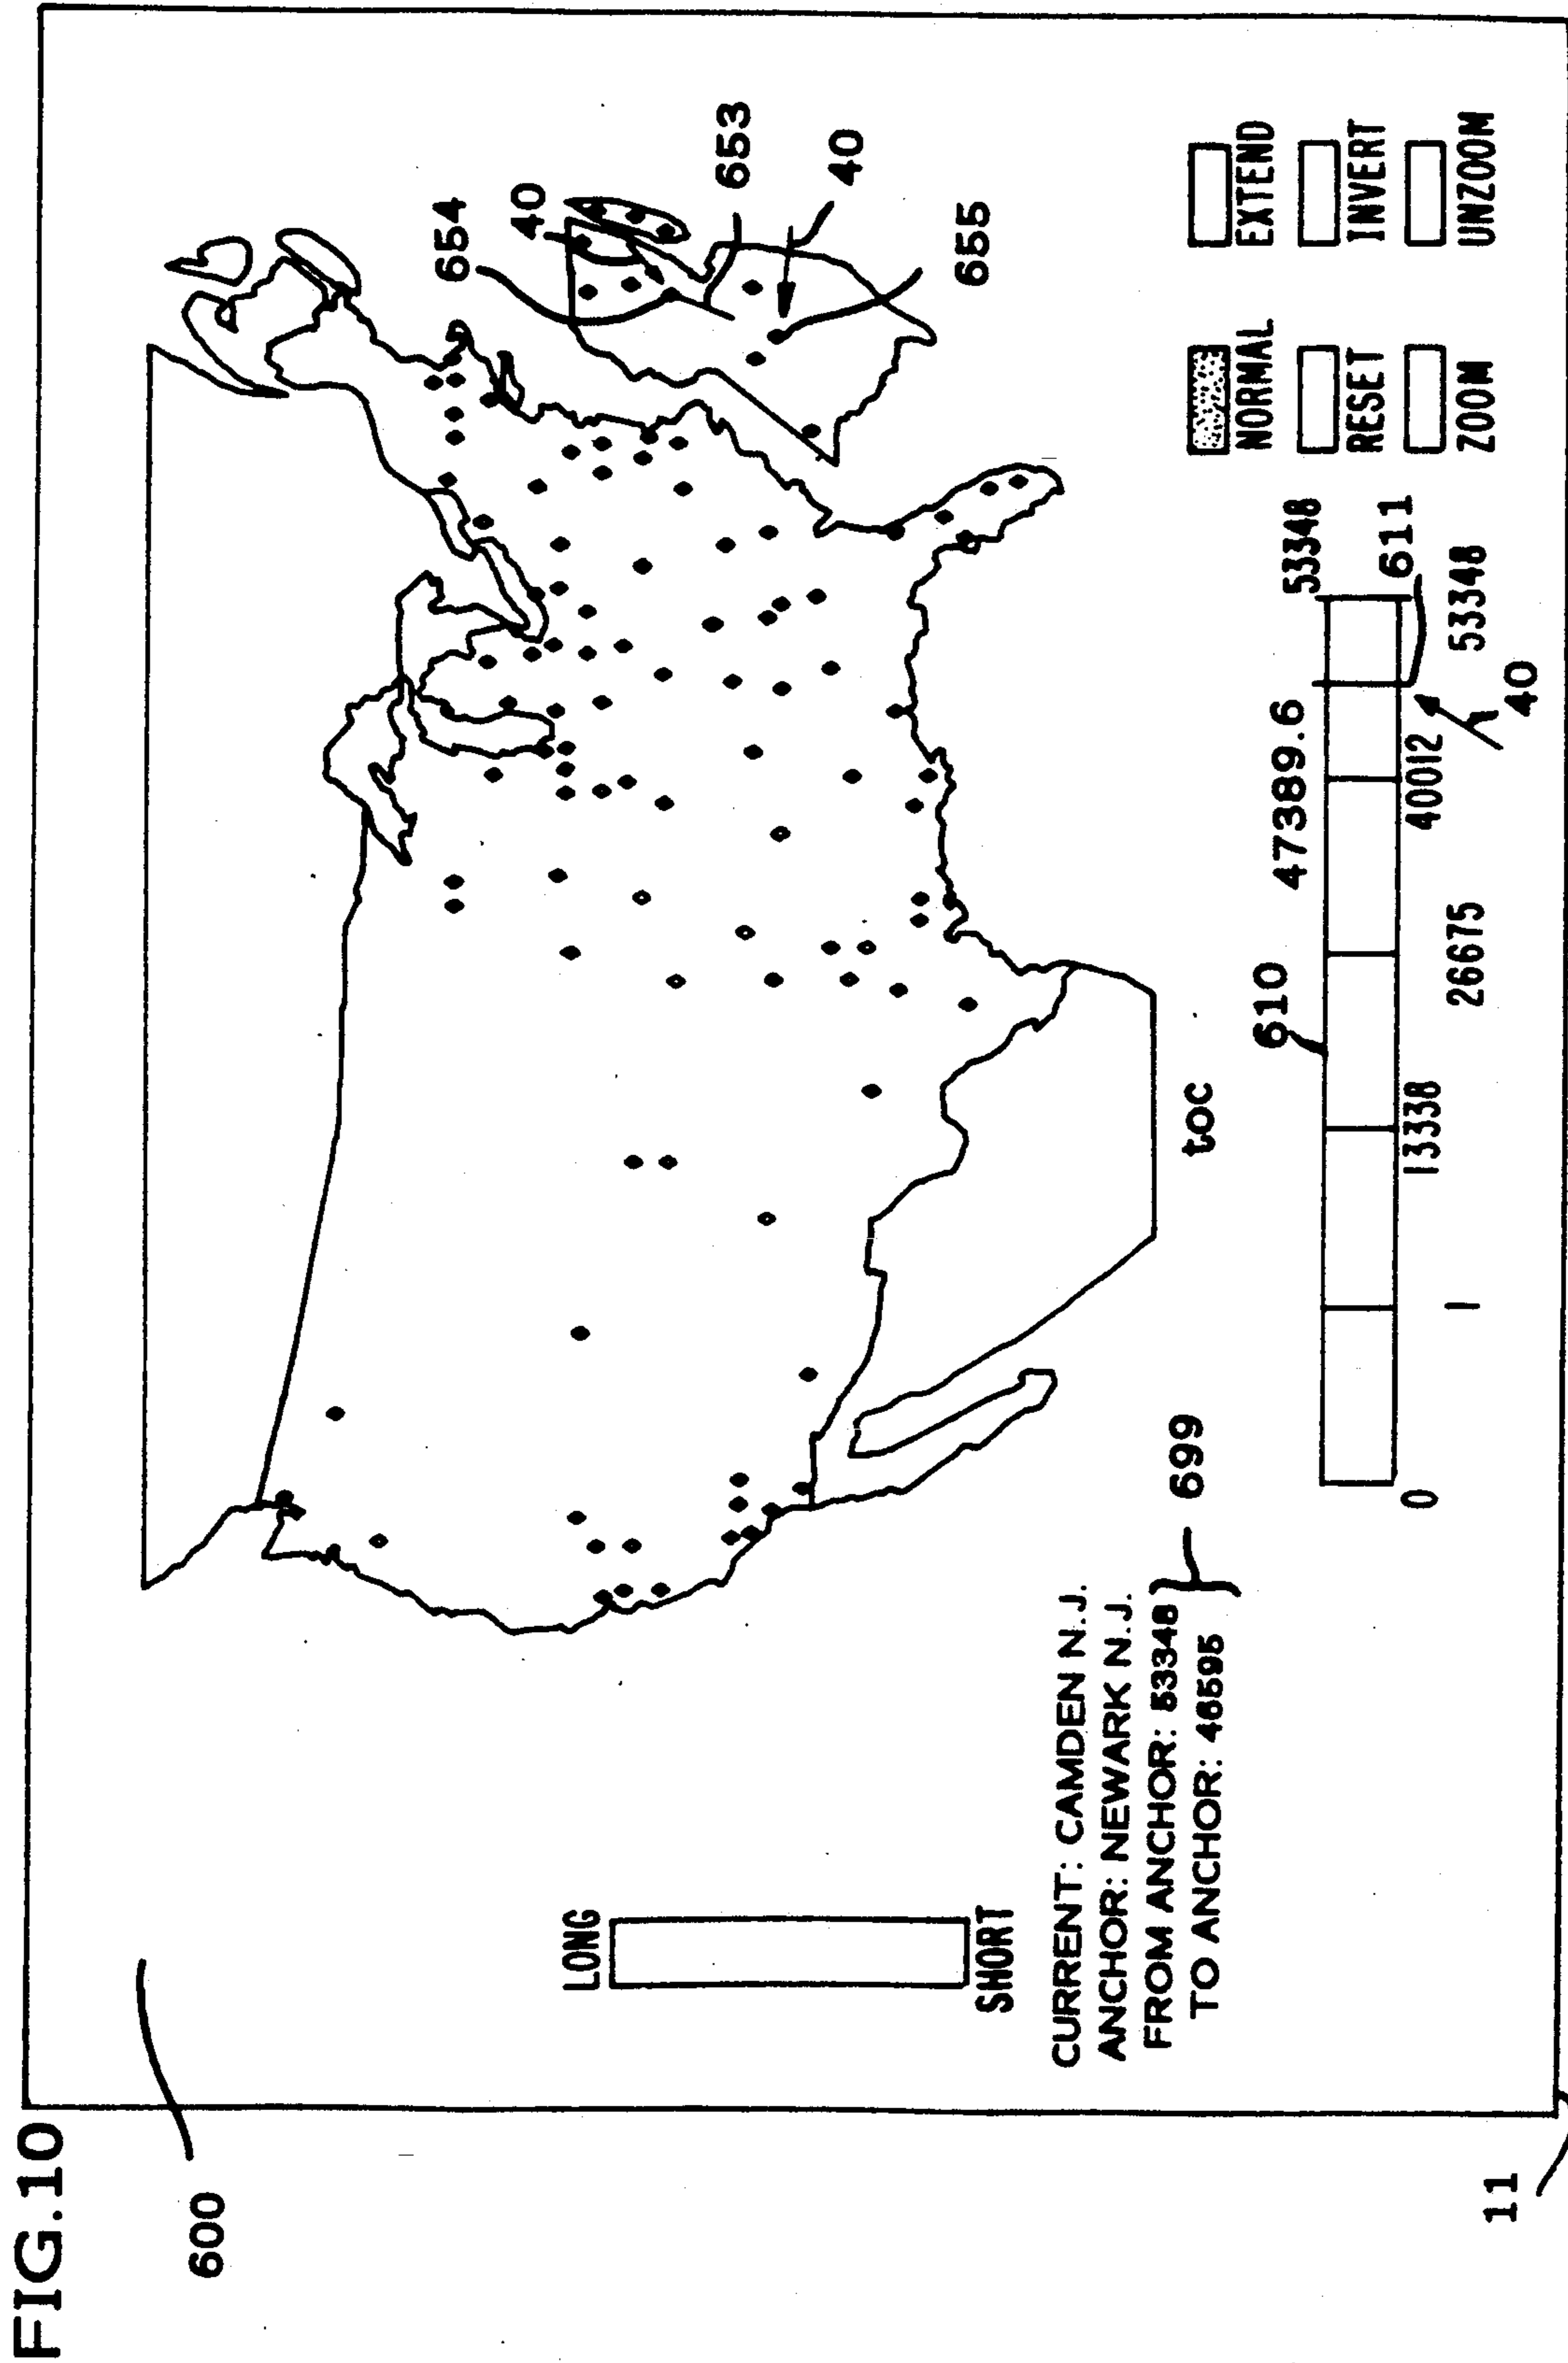 FIG.10
600
654
40
653
40
655
LONG
SHORT
CURRENT: CAMDEN N.J.
ANCHOR: NEWARK N.J.
FROM ANCHOR: 53348
TO ANCHOR: 46595
699
toc
610
47389.6
53348
611
0
13338
40012
1
26675
53348
40
NORMAL
EXTEND
RESET
INVERT
ZOOM
UNZOOM
11